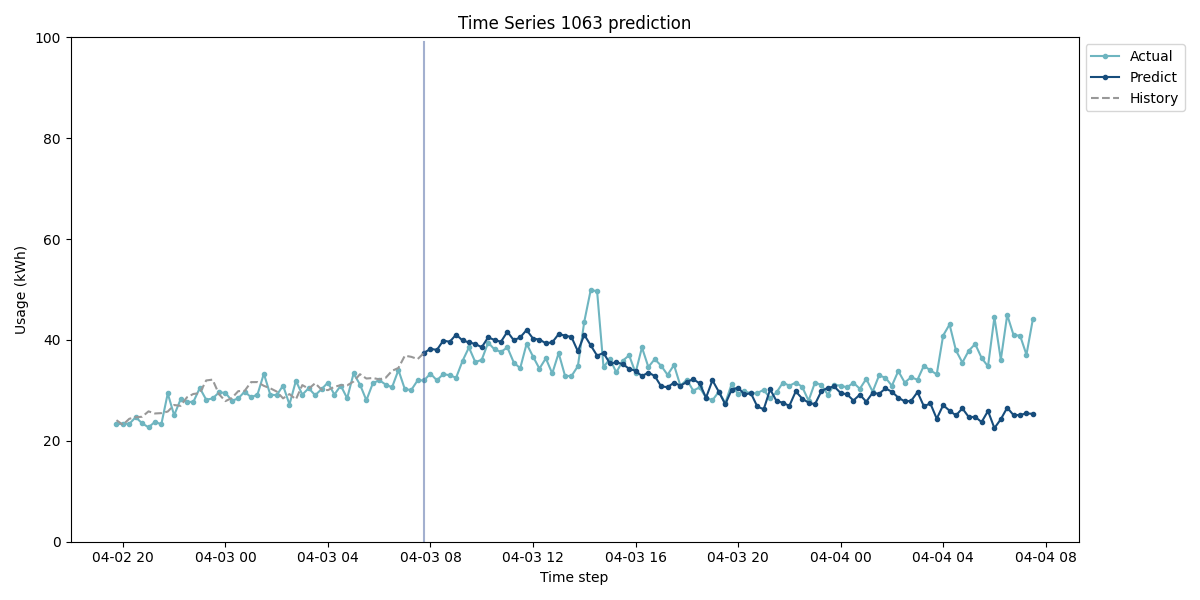 Time Series 1063 prediction
Usage (kWh)
100
80
60
40
20
0
04-02 20
04-03 00
04-03 04
04-03 08
04-03 12
04-03 16
04-03 20
04-04 00
04-04 04
04-04 08
Time step
Actual
Predict
History